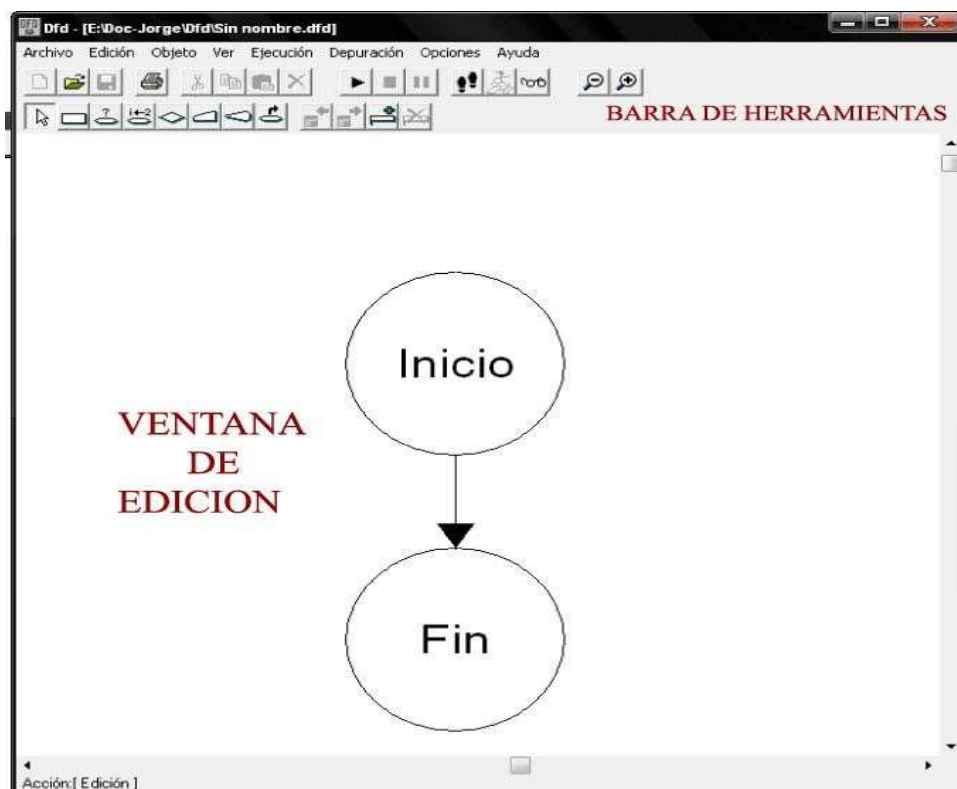 Dfd - [E:\Doc-Jorge\Dfd\Sin nombre.dfd]
Archivo Edición Objeto Ver Ejecución Depuración Opciones Ayuda
BARRA DE HERRAMIENTAS
Inicio
VENTANA
DE
EDICION
Fin
Acción:[ Edición ]